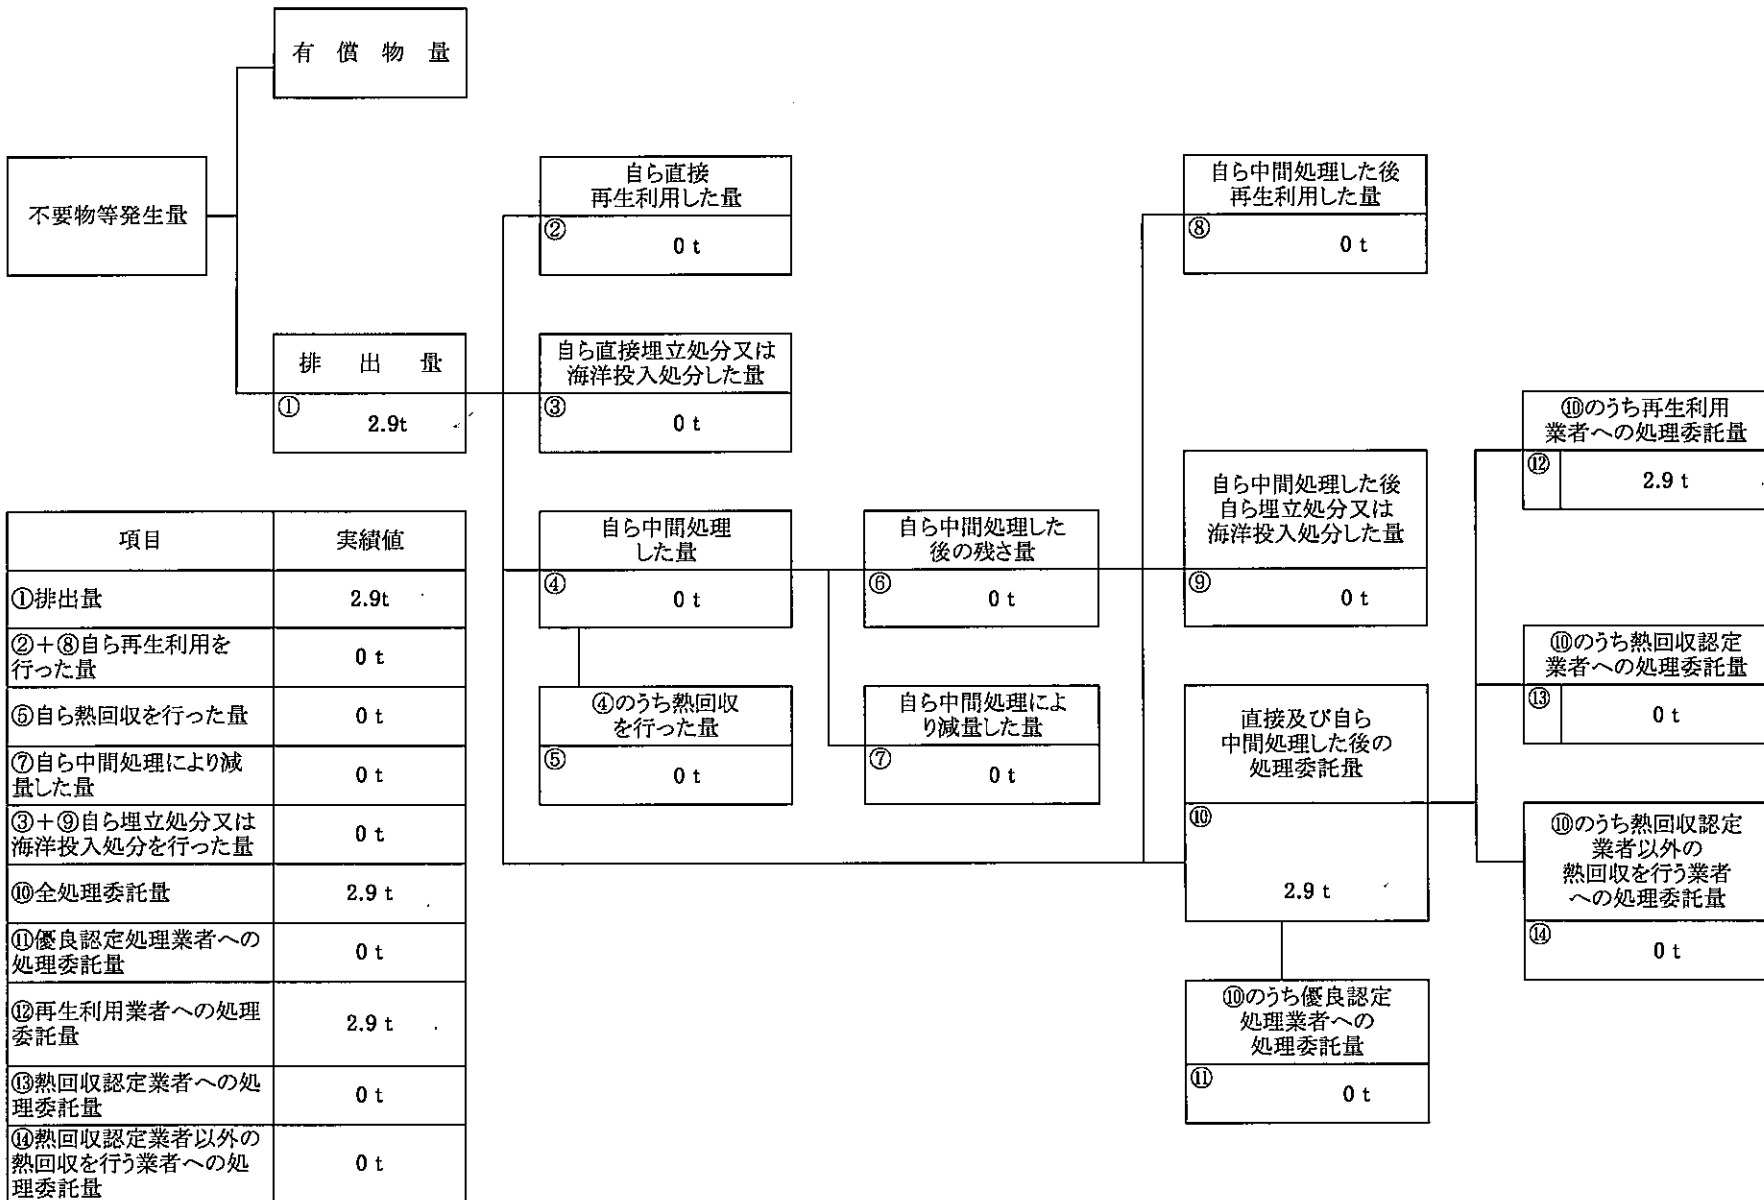 有償物量
不要物等発生量
排出量
①
2.9t
自ら直接
再生利用した量
②
0 t
自ら直接埋立処分又は
海洋投入処分した量
③
0 t
自ら中間処理
した量
④
0 t
④のうち熱回収
を行った量
⑤
0 t
自ら中間処理した
後の残さ量
⑥
0 t
自ら中間処理によ
り減量した量
⑦
0 t
自ら中間処理した後
再生利用した量
⑧
0 t
自ら中間処理した後
自ら埋立処分又は
海洋投入処分した量
⑨
0 t
直接及び自ら
中間処理した後の
処理委託量
⑩
2.9 t
⑩のうち優良認定
処理業者への
処理委託量
⑪
0 t
⑩のうち再生利用
業者への処理委託量
⑫
2.9 t
⑩のうち熱回収認定
業者への処理委託量
⑬
0 t
⑩のうち熱回収認定
業者以外の
熱回収を行う業者
への処理委託量
⑭
0 t
項目 実績値
①排出量 2.9t
②+⑧自ら再生利用を
行った量
0 t
⑤自ら熱回収を行った量 0 t
⑦自ら中間処理により減
量した量
0 t
③+⑨自ら埋立処分又は
海洋投入処分を行った量
0 t
⑩全処理委託量 2.9 t
⑪優良認定処理業者への
処理委託量
0 t
⑫再生利用業者への処理
委託量
2.9 t
⑬熱回収認定業者への処
理委託量
0 t
⑭熱回収認定業者以外の
熱回収を行う業者への処
理委託量
0 t